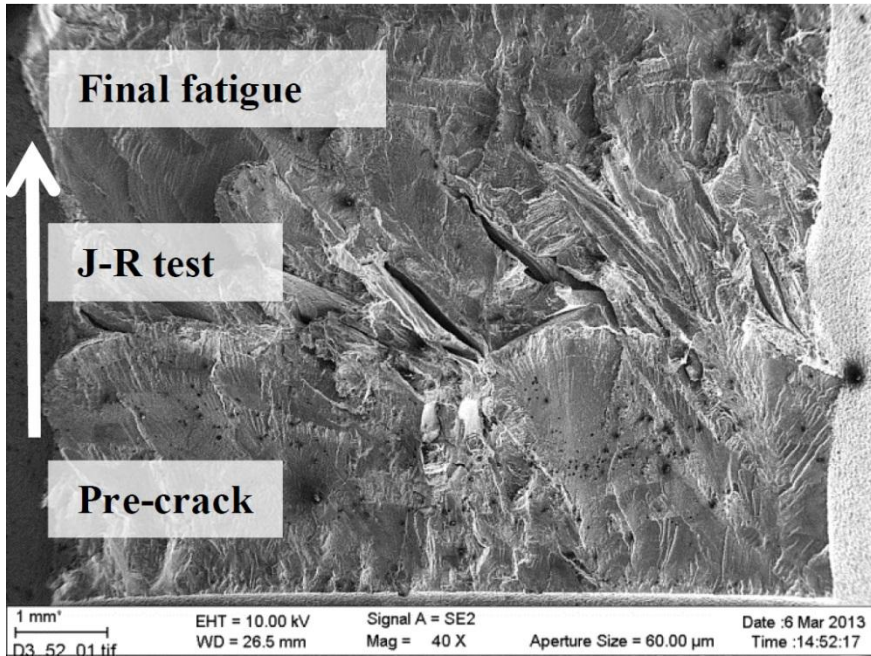 Final fatigue
J-R test
Pre-crack
1 mm*
EHT = 10.00 kV
Signal A = SE2
Date :6 Mar 2013
WD = 26.5 mm
Mag = 40 X
Aperture Size = 60.00 µm
Time :14:52:17
D3_52_01.tif